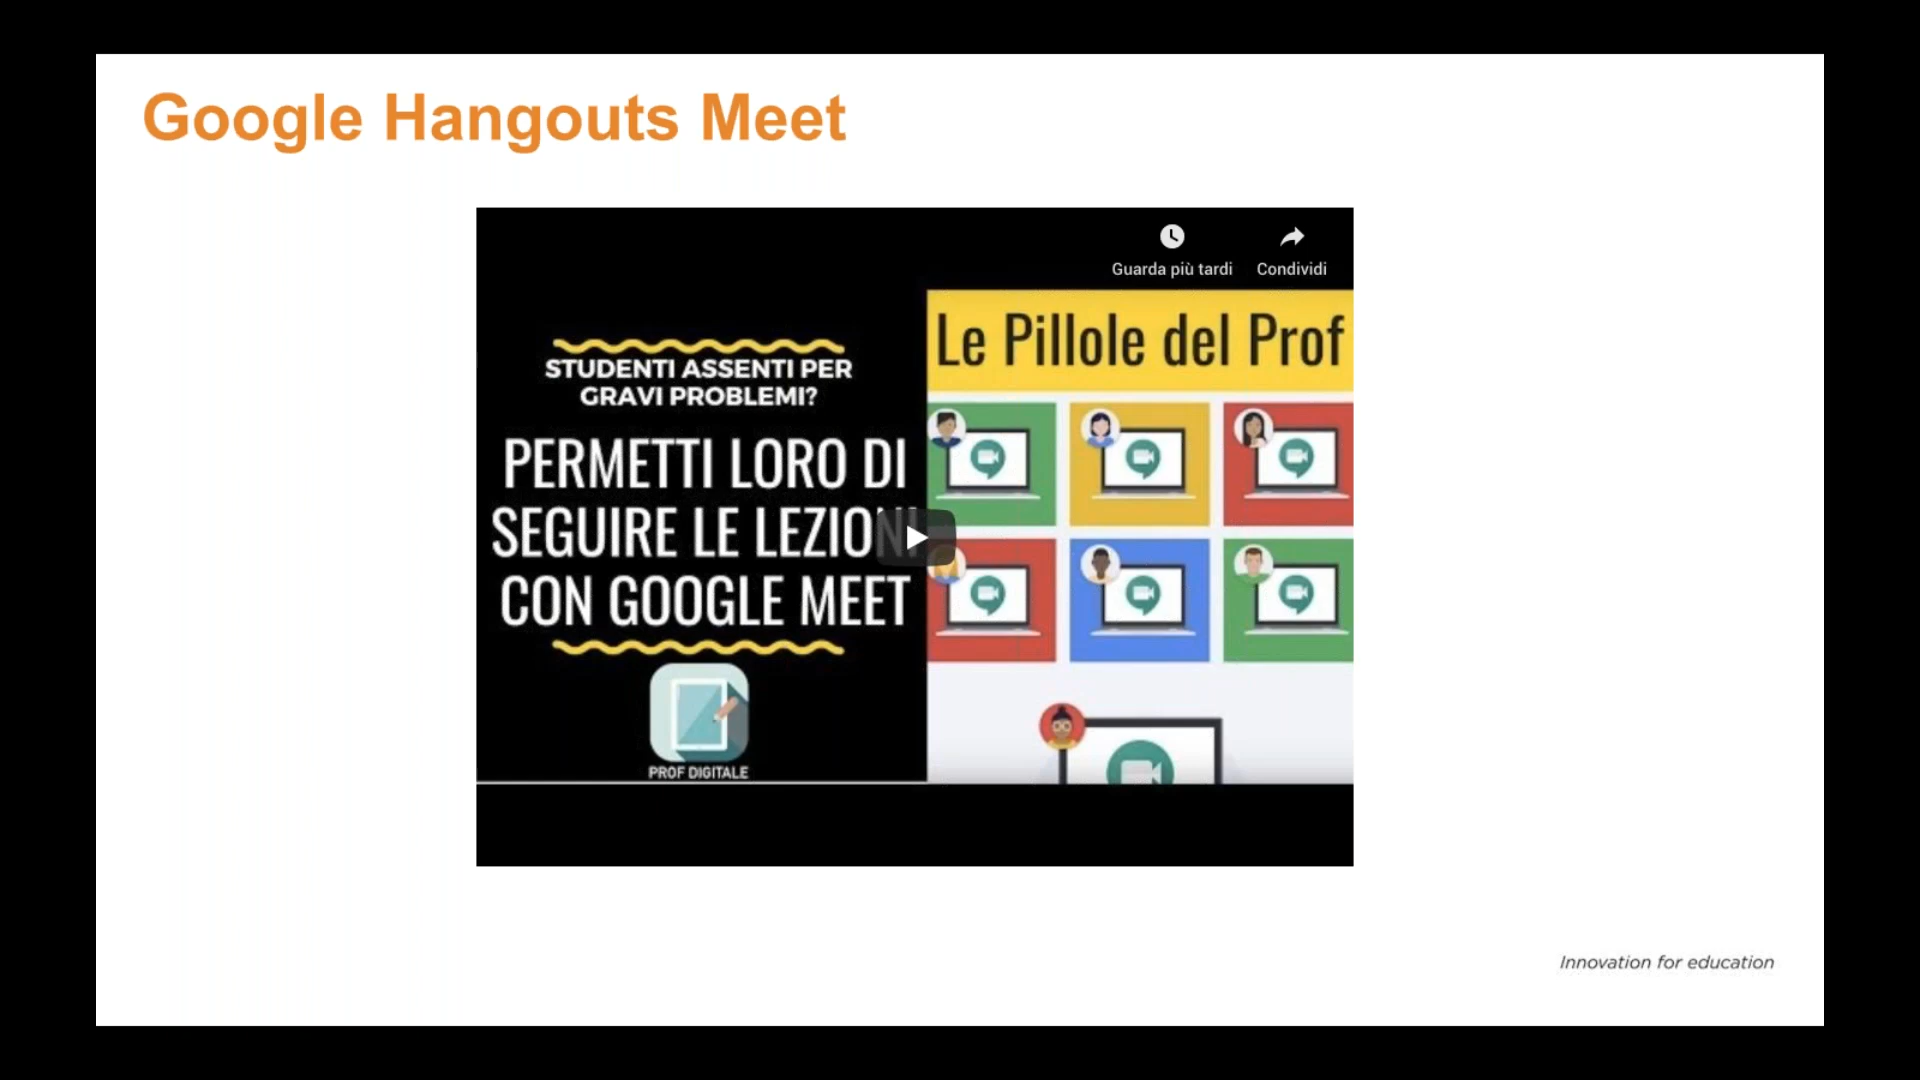 Google Hangouts Meet
Guarda più tardi
Condividi
STUDENTI ASSENTI PER
GRAVI PROBLEMI?
PERMETTI LORO DI
SEGUIRE LE LEZIONI
CON GOOGLE MEET
PROF DIGITALE
Le Pillole del Prof
Innovation for education